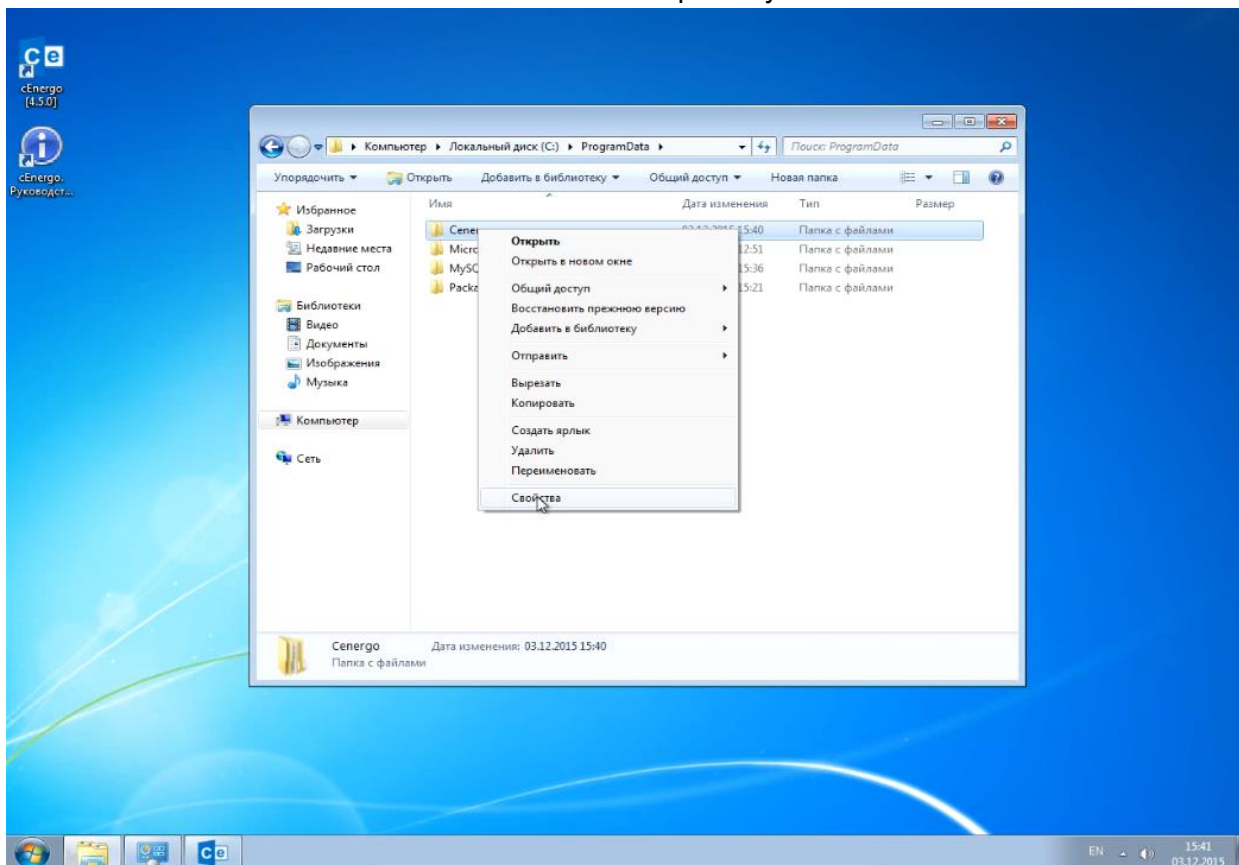 cEnergo
[4.5.0]
cEnergo.
Руководст...
Компьютер Локальный диск (C:) ProgramData
Поиск: ProgramData
Упорядочить Открыть Добавить в библиотеку Общий доступ Новая папка
Имя Дата изменения Тип Размер
Избранное
Загрузки
Недавние места
Рабочий стол
Библиотеки
Видео
Документы
Изображения
Музыка
Компьютер
Сеть
Cener 15:40 Папка с файлами
Micro 12:51 Папка с файлами
MySQ 15:36 Папка с файлами
Packa 15:21 Папка с файлами
Открыть
Открыть в новом окне
Общий доступ
Восстановить прежнюю версию
Добавить в библиотеку
Отправить
Вырезать
Копировать
Создать ярлык
Удалить
Переименовать
Свойства
Cenergo Дата изменения: 03.12.2015 15:40
Папка с файлами
EN 15:41
03.12.2015